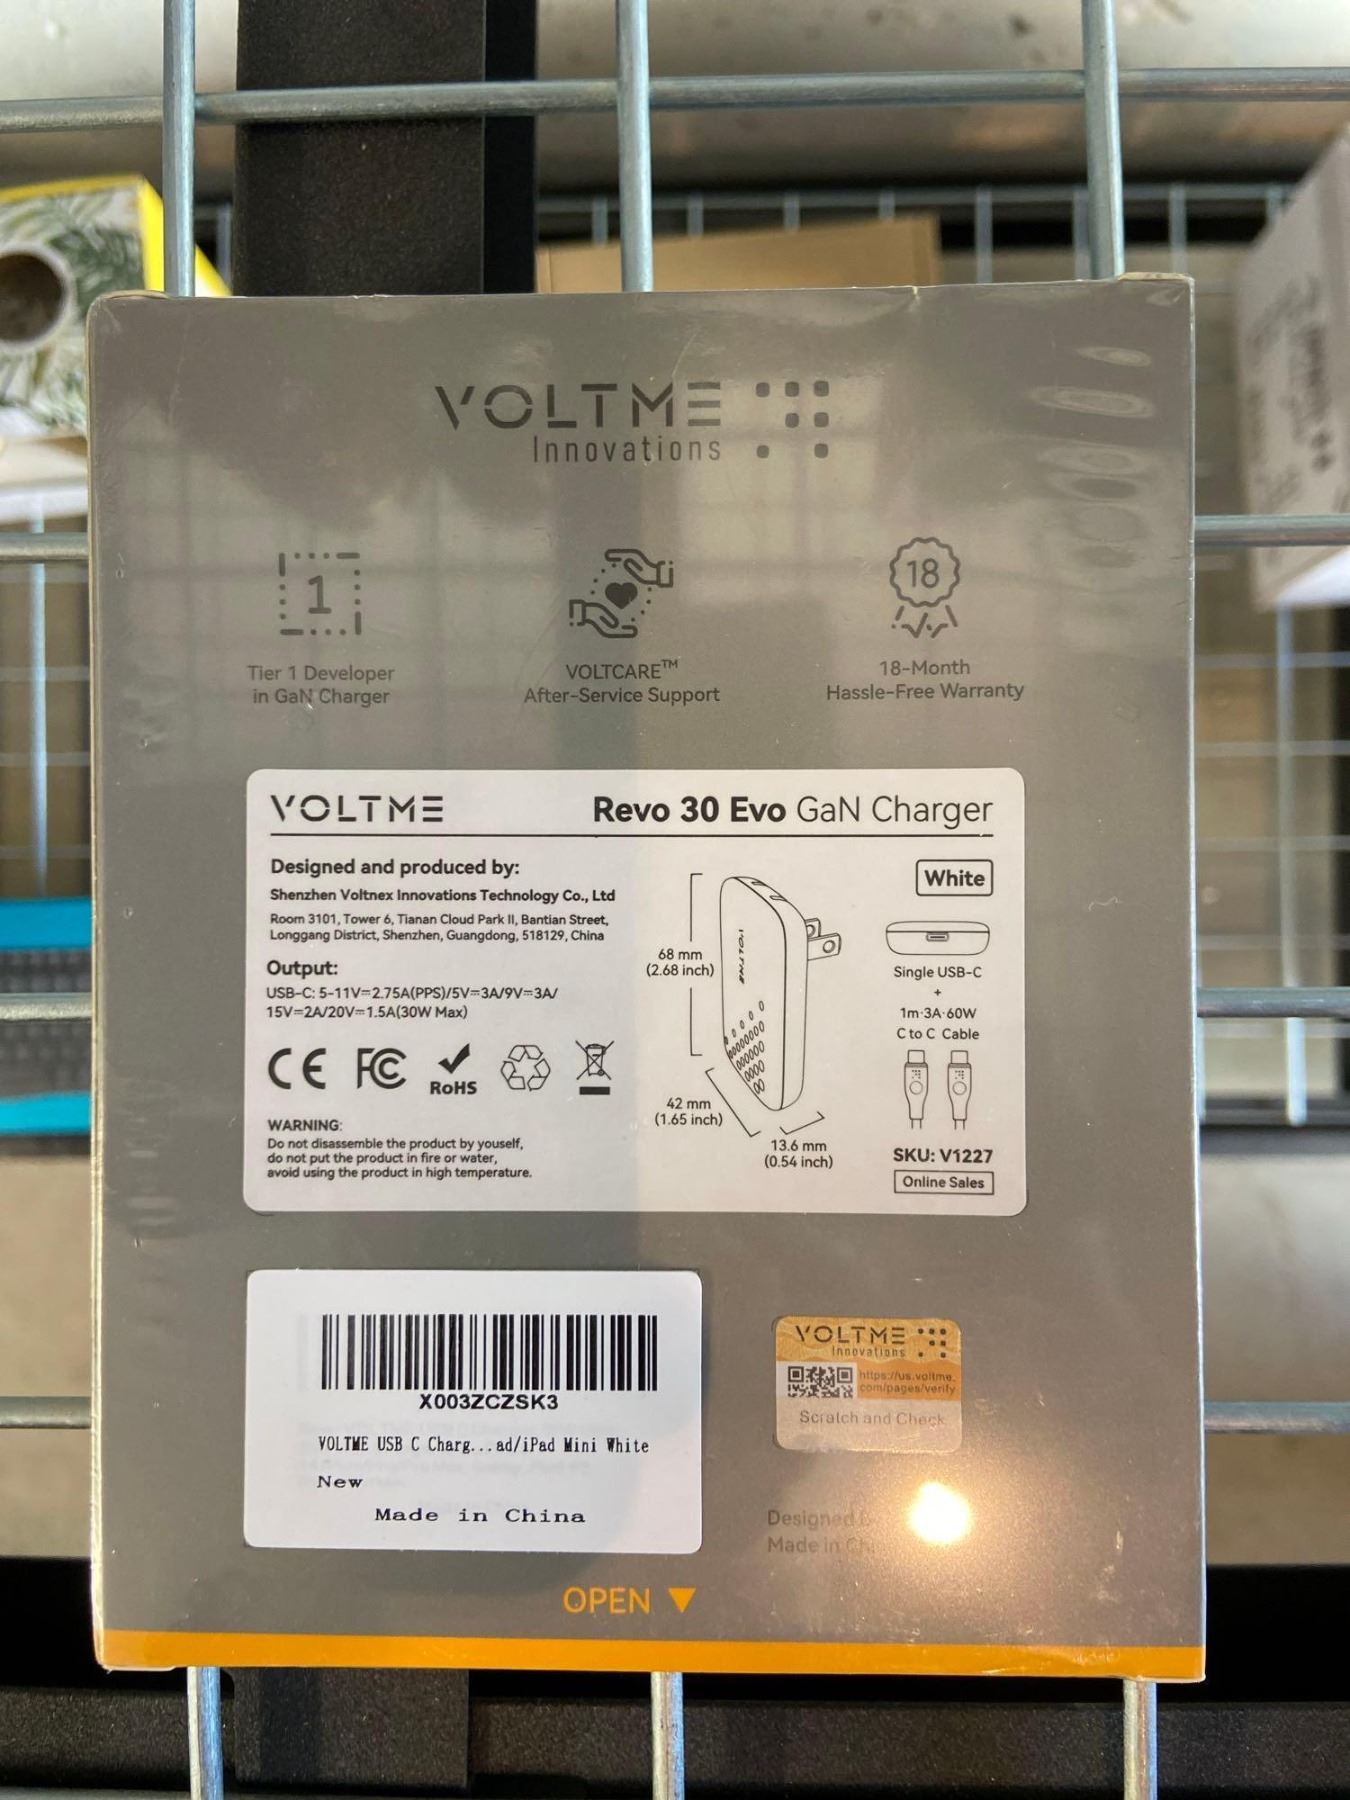 VOLTME
Innovations
1
18
Tier 1 Developer
in GaN Charger
VOLTCARE™
After-Service Support
18-Month
Hassle-Free Warranty
VOLTME
Revo 30 Evo GaN Charger
Designed and produced by:
Shenzhen Voltnex Innovations Technology Co., Ltd
Room 3101, Tower 6, Tianan Cloud Park II, Bantian Street,
Longgang District, Shenzhen, Guangdong, 518129, China
Output:
USB-C: 5-11V=2.75A(PPS)/5V=3A/9V=3A/
15V=2A/20V=1.5A(30W Max)
CE FC RoHS
WARNING:
Do not disassemble the product by youself,
do not put the product in fire or water,
avoid using the product in high temperature.
VOLTME
68 mm
(2.68 inch)
42 mm
(1.65 inch)
13.6 mm
(0.54 inch)
White
Single USB-C
+
1m·3A·60W
C to C Cable
SKU: V1227
Online Sales
X003ZCZSK3
VOLTME USB C Charg...ad/iPad Mini White
New
Made in China
VOLTME
Innovations
https://us.voltme.
com/pages/verify
Scratch and Check
Designed
Made in
OPEN